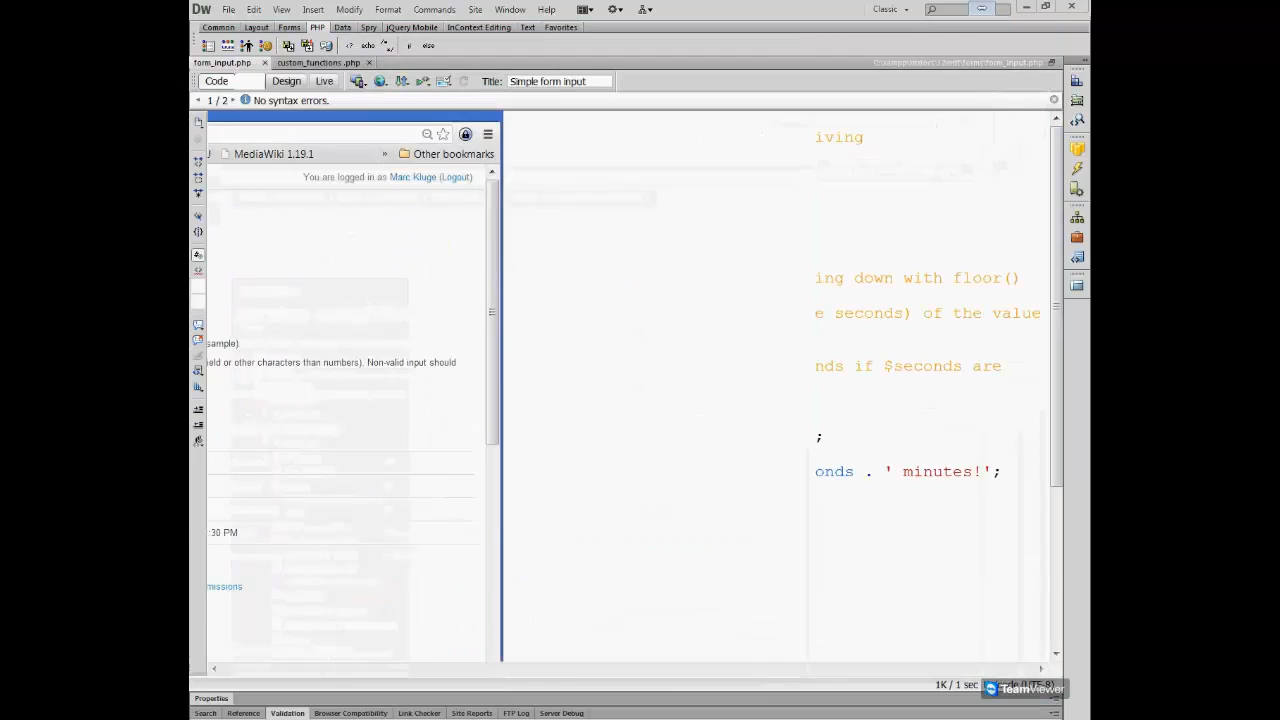 Dw File Edit View Insert Modify Format Commands Site Window Help Classic
Common Layout Forms PHP Data Spry jQuery Mobile InContext Editing Text Favorites
<? echo if else
form_input.php × custom_functions.php ×
Code Design Live Title: Simple form input
1 / 2 No syntax errors.
iving
MediaWiki 1.19.1 » Other bookmarks
You are logged in as Marc Kluge (Logout)
ing down with floor()
e seconds) of the value
sample).
ield or other characters than numbers). Non-valid input should
nds if $seconds are
;
onds . ' minutes!';
:30 PM
missions
1K / 1 sec
TeamViewer
Properties
Search Reference Validation Browser Compatibility Link Checker Site Reports FTP Log Server Debug